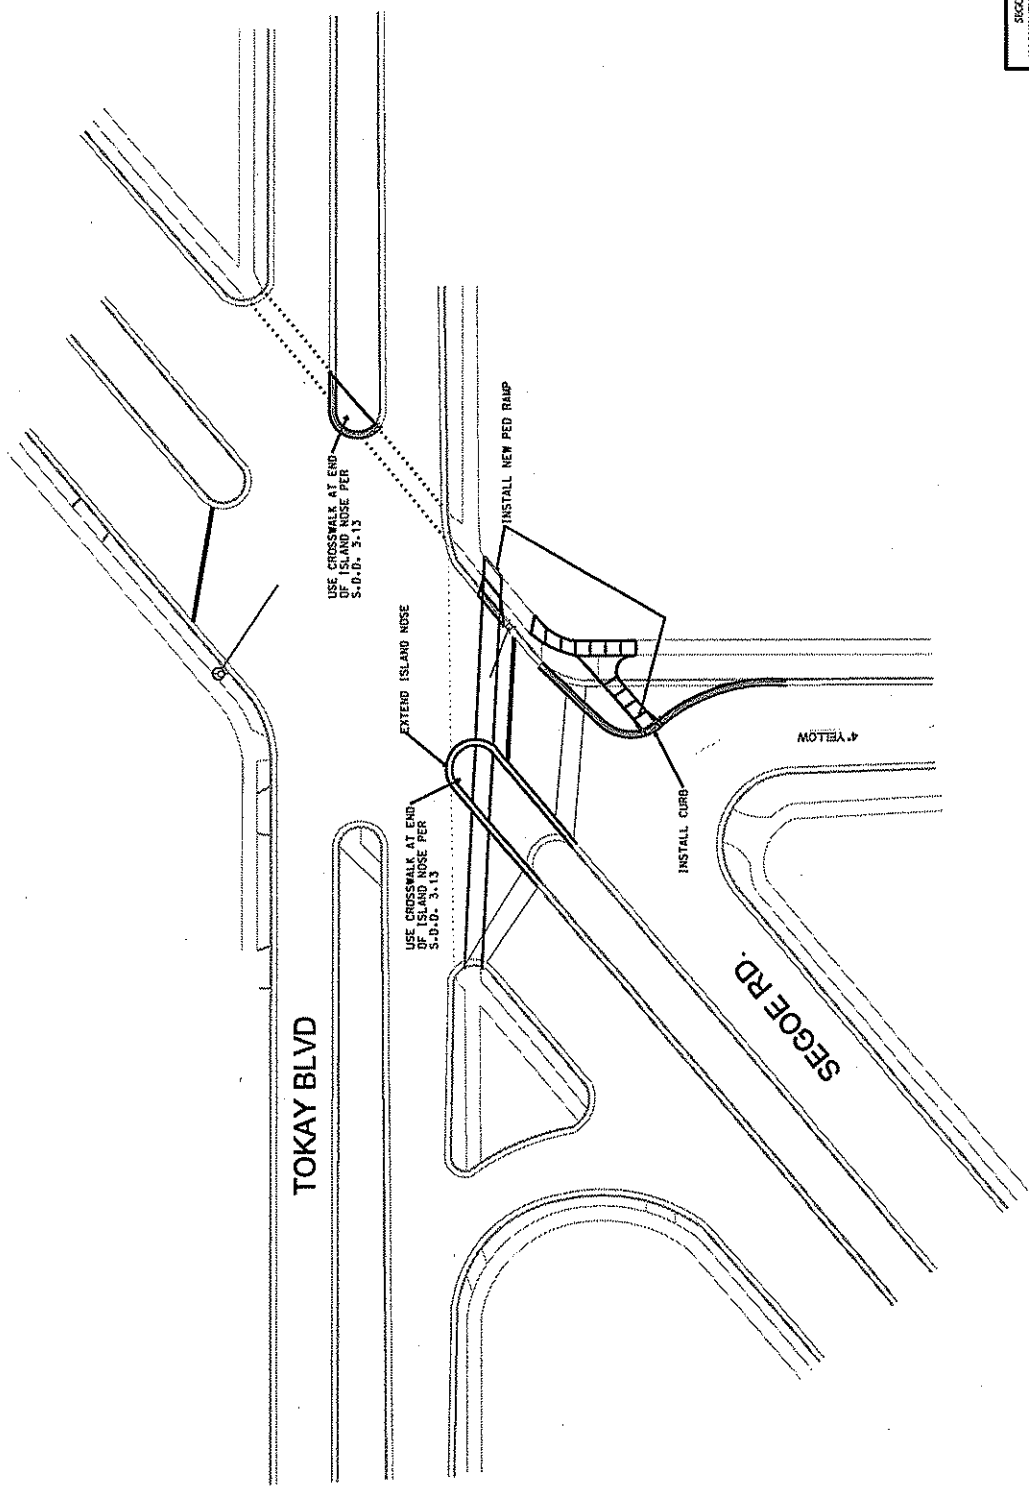 SEGO
TOKAY BLVD
SEGOE RD.
USE CROSSWALK AT END
OF ISLAND NOSE PER
S.D.D. 3.13
EXTEND ISLAND NOSE
USE CROSSWALK AT END
OF ISLAND NOSE PER
S.D.D. 3.13
INSTALL NEW PED RAMP
INSTALL CURB
4" YELLOW